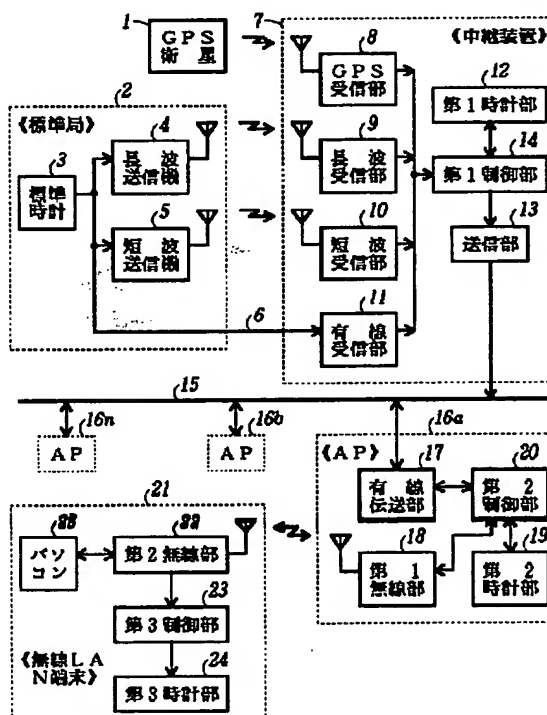 1
GPS
衛星
7
《中継装置》
8
GPS
受信部
12
第1時計部
2
《標準局》
4
長波
送信機
9
長波
受信部
14
第1制御部
3
標準
時計
5
短波
送信機
10
短波
受信部
13
送信部
6
11
有線
受信部
15
16n
AP
16b
AP
16a
《AP》
17
有線
伝送部
20
第2
制御部
21
25
パソ
コン
22
第2無線部
18
第1
無線部
19
第2
時計部
23
第3制御部
《無線LA
N端末》
24
第3時計部